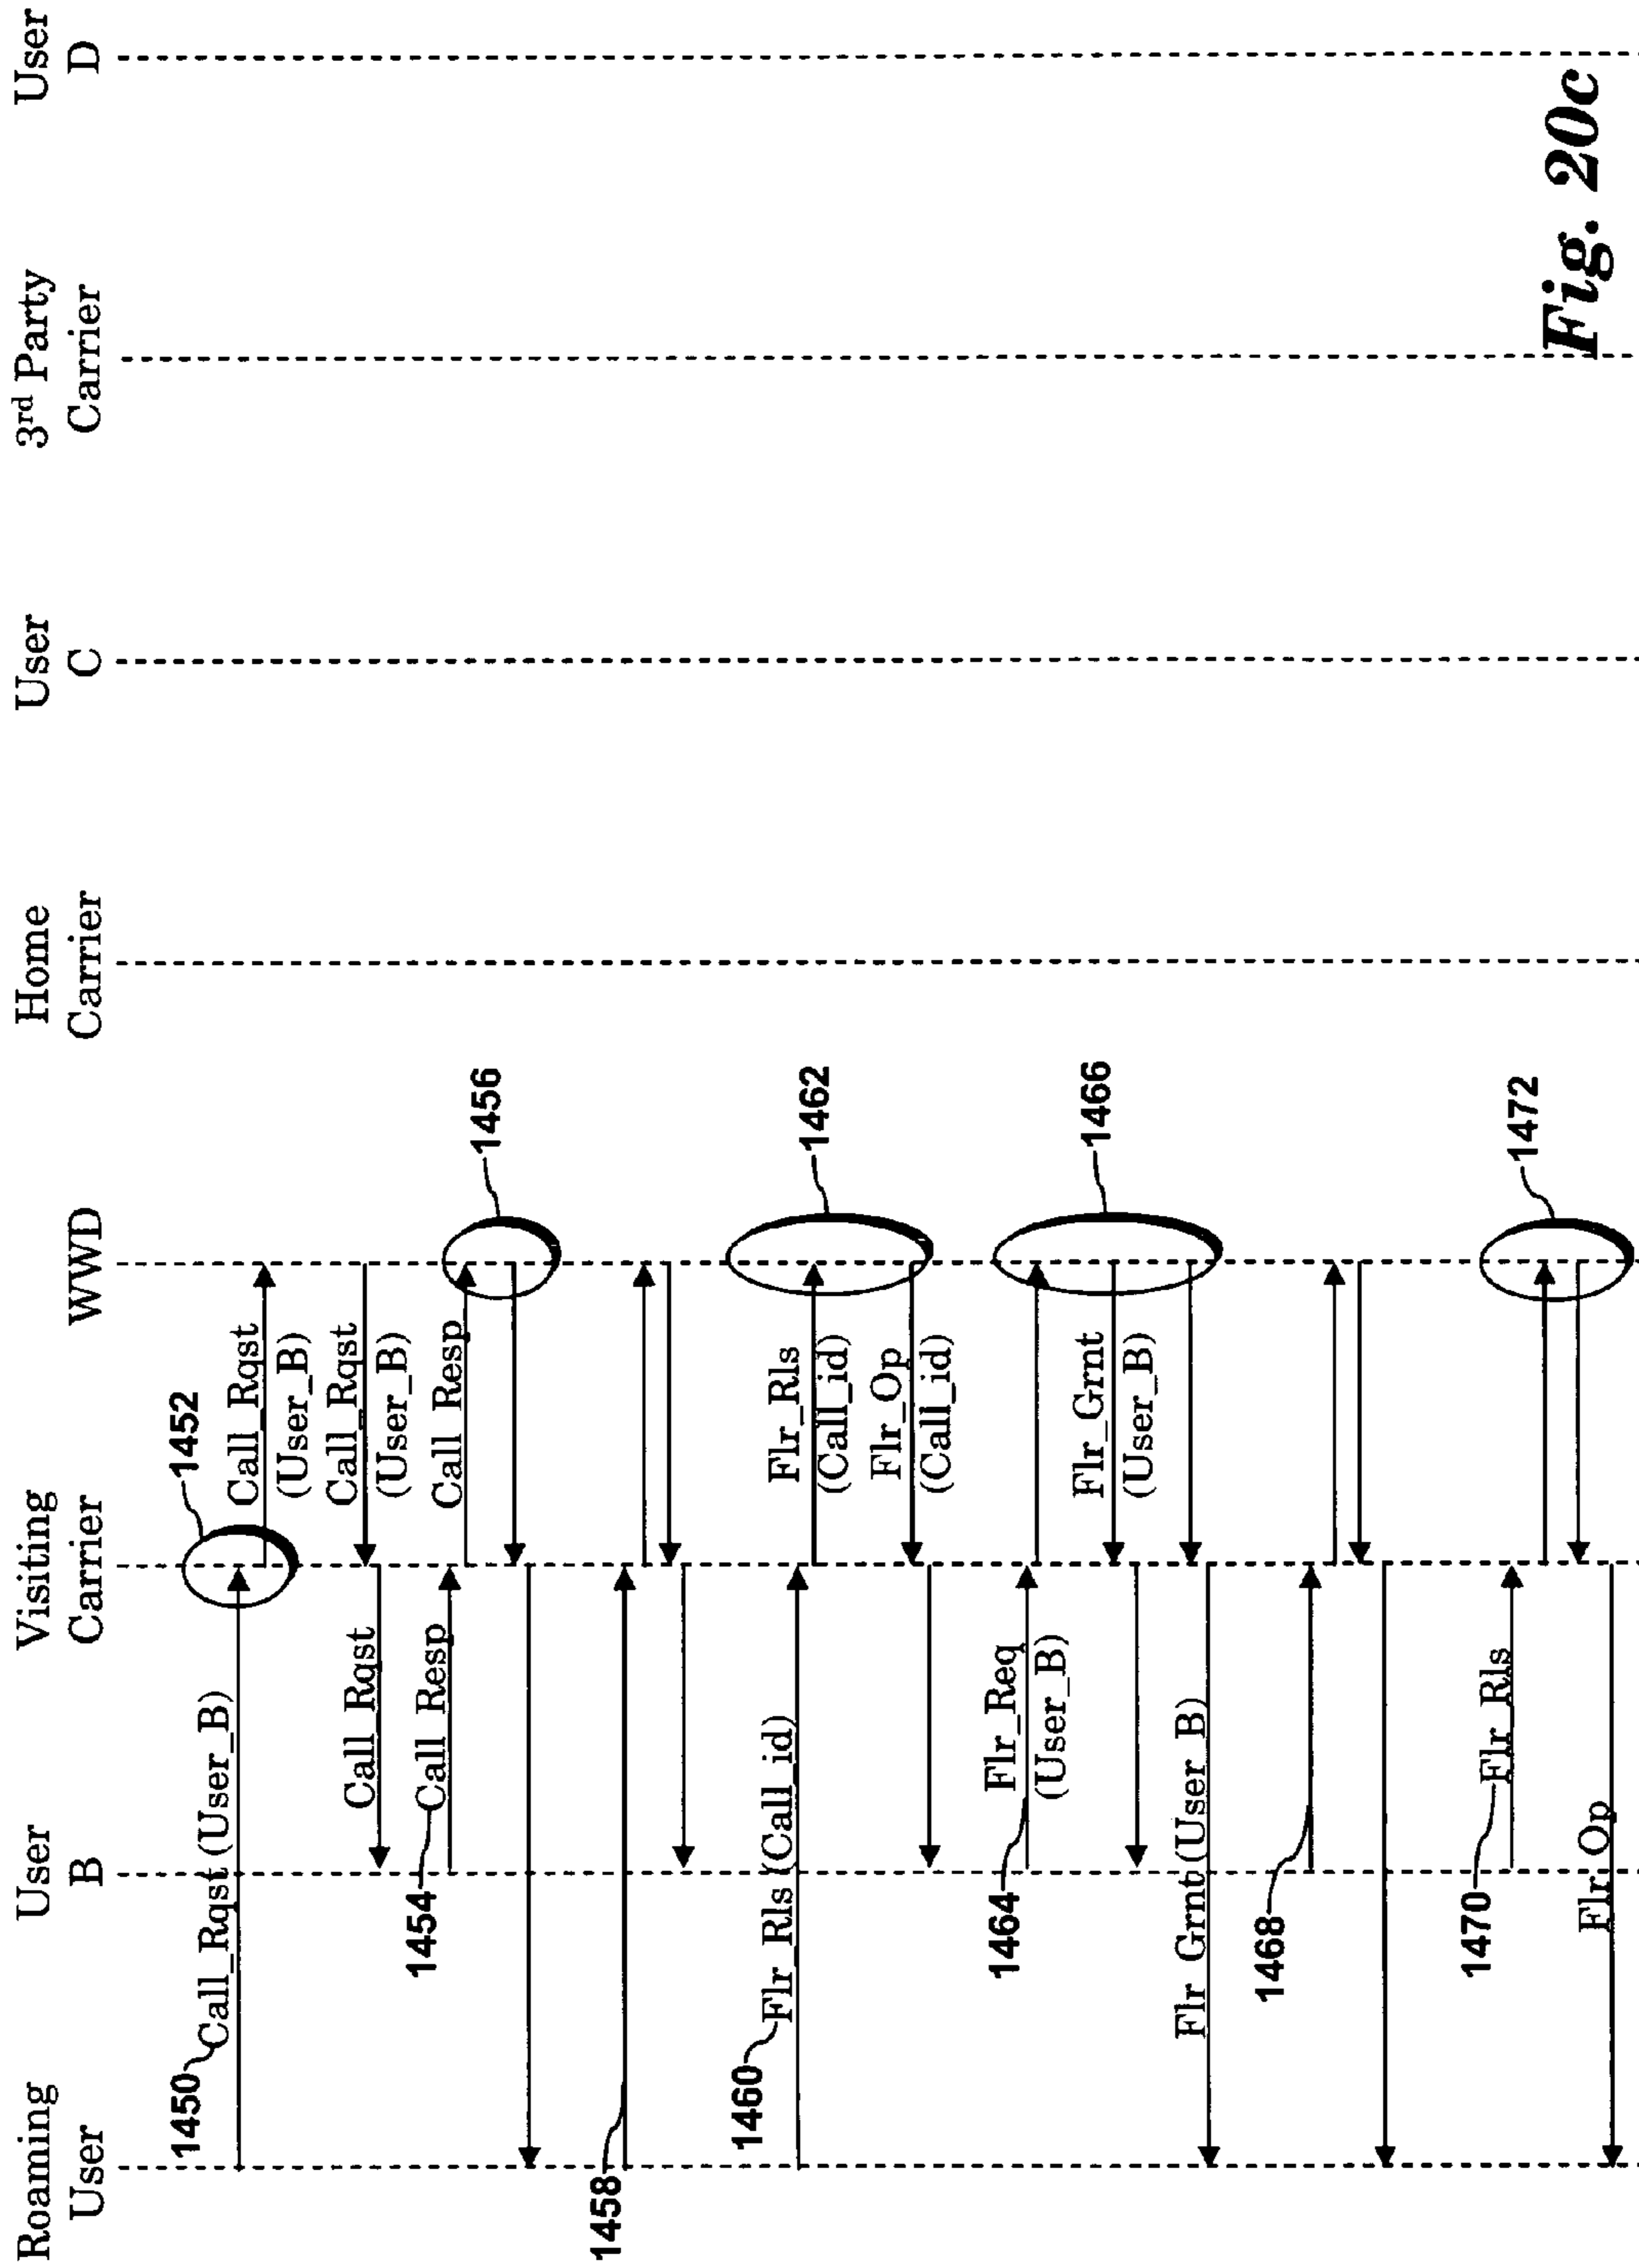 Roaming
User
User
B
Visiting
Carrier
WWD
Home
Carrier
User
C
3rd Party
Carrier
User
D
1450
Call_Rqst (User_B)
1452
Call_Rqst
(User_B)
Call_Rqst
(User_B)
Call_Rqst
1454
Call_Resp
Call_Resp
1456
1458
1460
Flr_Rls (Call_id)
Flr_Rls
(Call_id)
1462
Flr_Op
(Call_id)
1464
Flr_Req
(User_B)
1466
Flr_Grnt
(User_B)
Flr_Grnt (User_B)
1468
1470
Flr_Rls
1472
Flr_Op
Fig. 20c